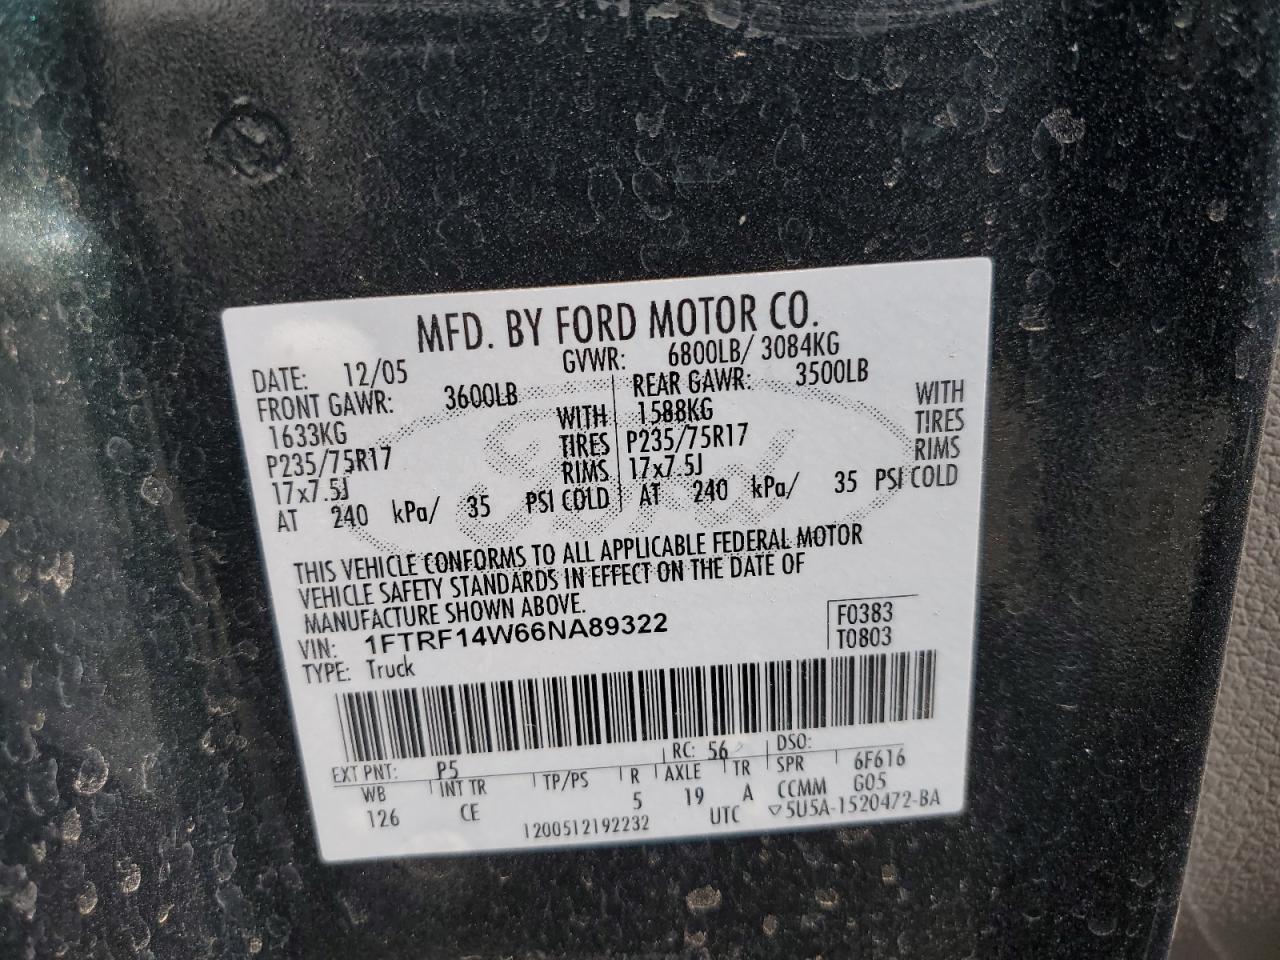 MFD. BY FORD MOTOR CO.
DATE: 12/05 GVWR: 6800LB/ 3084KG
FRONT GAWR: 3600LB REAR GAWR: 3500LB
1633KG WITH 1588KG WITH
P235/75R17 TIRES P235/75R17 TIRES
17x7.5J RIMS 17x7.5J RIMS
AT 240 kPa/ 35 PSI COLD AT 240 kPa/ 35 PSI COLD
THIS VEHICLE CONFORMS TO ALL APPLICABLE FEDERAL MOTOR
VEHICLE SAFETY STANDARDS IN EFFECT ON THE DATE OF
MANUFACTURE SHOWN ABOVE.
VIN: 1FTRF14W66NA89322 F0383
TYPE: Truck T0803
EXT PNT: P5 RC: 56 DSO:
WB INT TR TP/PS R AXLE TR SPR 6F616
126 CE 5 19 A CCMM G05
1200512192232 UTC ▽5U5A-1520472-BA